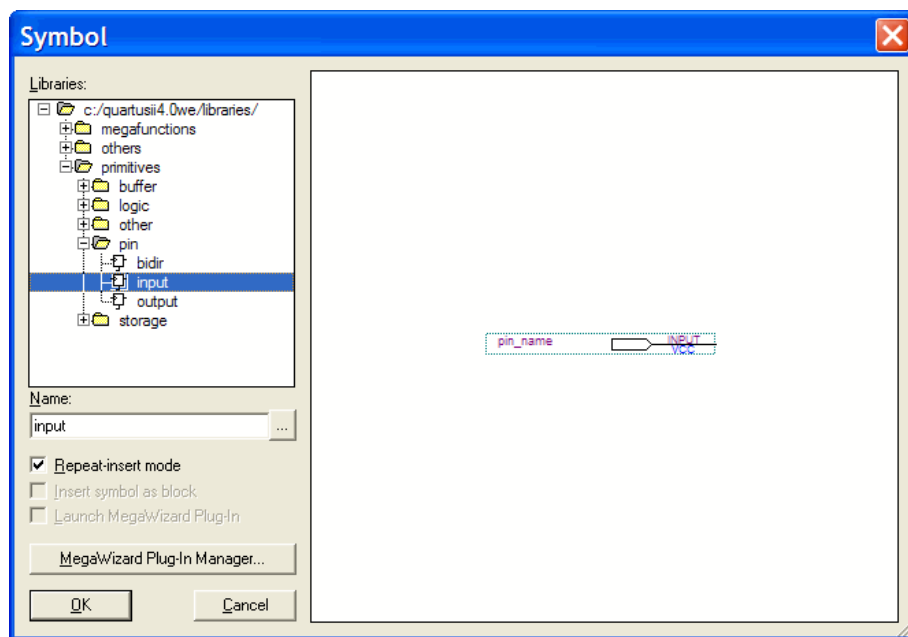 Symbol
Libraries:
c:/quartusii4.0we/libraries/
megafunctions
others
primitives
buffer
logic
other
pin
bidir
input
output
storage
Name:
input
...
Repeat-insert mode
Insert symbol as block
Launch MegaWizard Plug-In
MegaWizard Plug-In Manager...
OK
Cancel
pin_name
INPUT
VCC